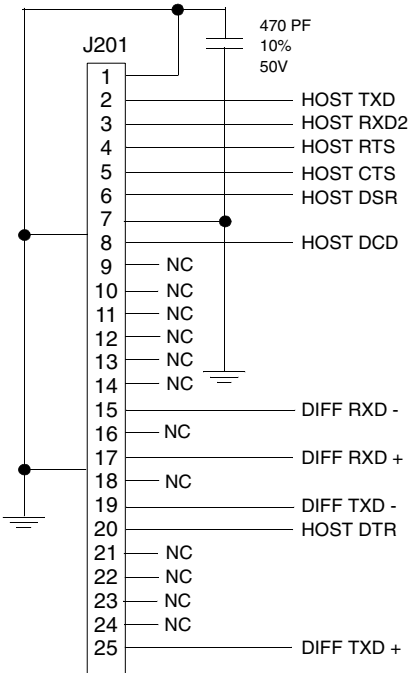 470 PF
10%
50V
J201
1
2 HOST TXD
3 HOST RXD2
4 HOST RTS
5 HOST CTS
6 HOST DSR
7
8 HOST DCD
9 NC
10 NC
11 NC
12 NC
13 NC
14 NC
15 DIFF RXD -
16 NC
17 DIFF RXD +
18 NC
19 DIFF TXD -
20 HOST DTR
21 NC
22 NC
23 NC
24 NC
25 DIFF TXD +